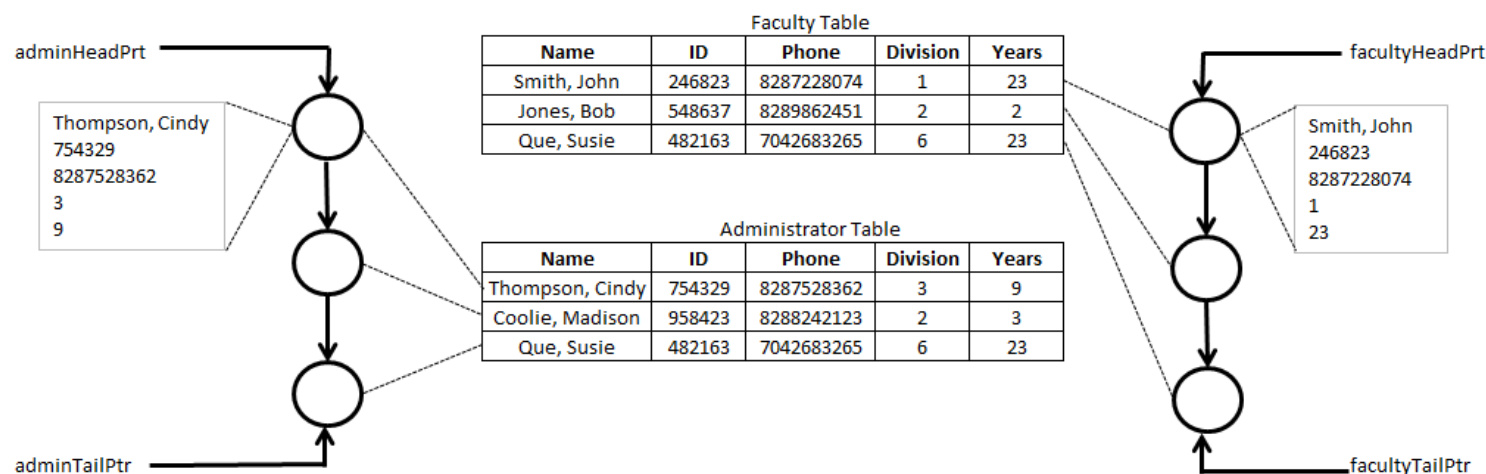 Faculty Table
adminHeadPrt
facultyHeadPrt
Name ID Phone Division Years
Smith, John 246823 8287228074 1 23
Jones, Bob 548637 8289862451 2 2
Que, Susie 482163 7042683265 6 23
Thompson, Cindy
754329
8287528362
3
9
Smith, John
246823
8287228074
1
23
Administrator Table
Name ID Phone Division Years
Thompson, Cindy 754329 8287528362 3 9
Coolie, Madison 958423 8288242123 2 3
Que, Susie 482163 7042683265 6 23
adminTailPtr
facultyTailPtr